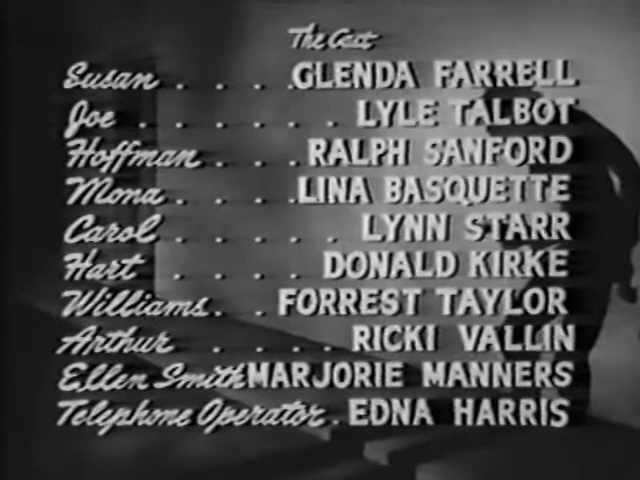 The Cast
Susan . . . . GLENDA FARRELL
Joe . . . . . . LYLE TALBOT
Hoffman . . . RALPH SANFORD
Mona . . . . LINA BASQUETTE
Carol . . . . . LYNN STARR
Hart . . . . DONALD KIRKE
Williams . . FORREST TAYLOR
Arthur . . . . RICKI VALLIN
Ellen Smith MARJORIE MANNERS
Telephone Operator . EDNA HARRIS